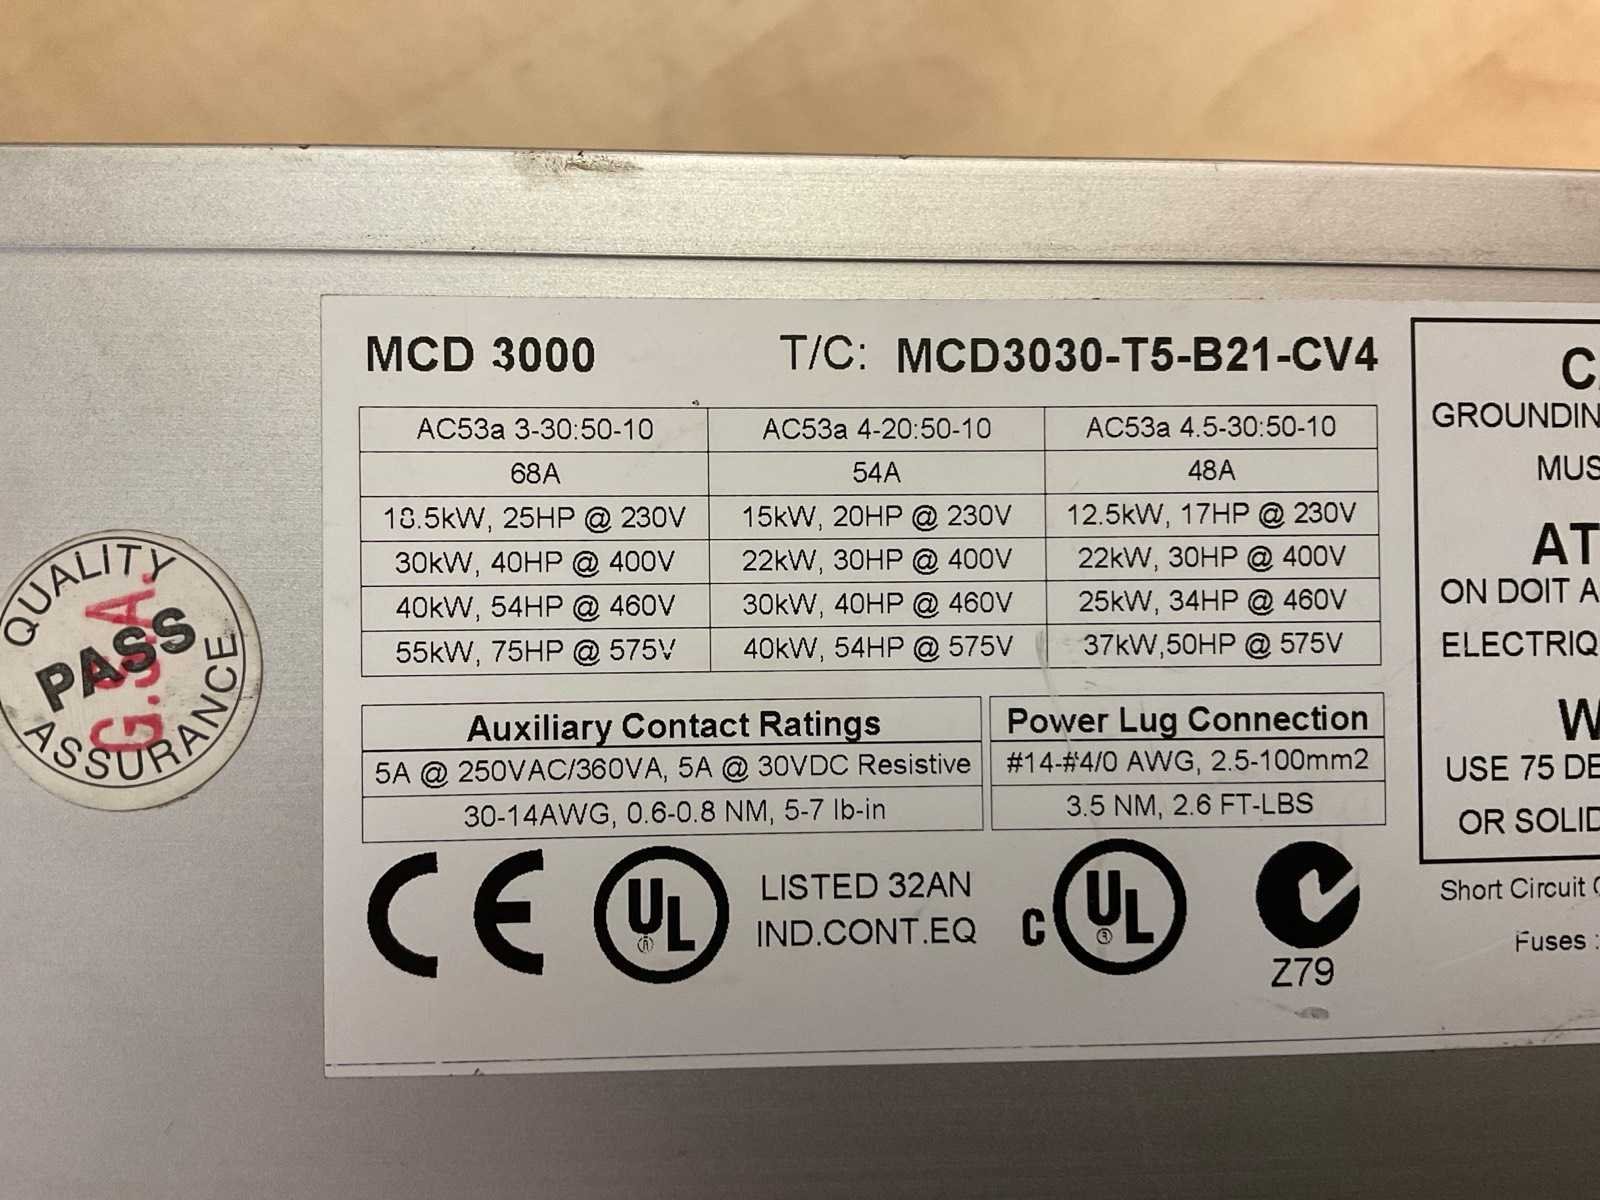 MCD 3000 T/C: MCD3030-T5-B21-CV4
AC53a 3-30:50-10 AC53a 4-20:50-10 AC53a 4.5-30:50-10
68A 54A 48A
18.5kW, 25HP @ 230V 15kW, 20HP @ 230V 12.5kW, 17HP @ 230V
30kW, 40HP @ 400V 22kW, 30HP @ 400V 22kW, 30HP @ 400V
40kW, 54HP @ 460V 30kW, 40HP @ 460V 25kW, 34HP @ 460V
55kW, 75HP @ 575V 40kW, 54HP @ 575V 37kW,50HP @ 575V
Auxiliary Contact Ratings
5A @ 250VAC/360VA, 5A @ 30VDC Resistive
30-14AWG, 0.6-0.8 NM, 5-7 lb-in
Power Lug Connection
#14-#4/0 AWG, 2.5-100mm2
3.5 NM, 2.6 FT-LBS
CE UL LISTED 32AN
IND.CONT.EQ
C UL
Z79
GROUNDIN
MUS
AT
ON DOIT A
ELECTRIQ
W
USE 75 DE
OR SOLID
Short Circuit
Fuses :
QUALITY
PASS
G.S.A.
ASSURANCE